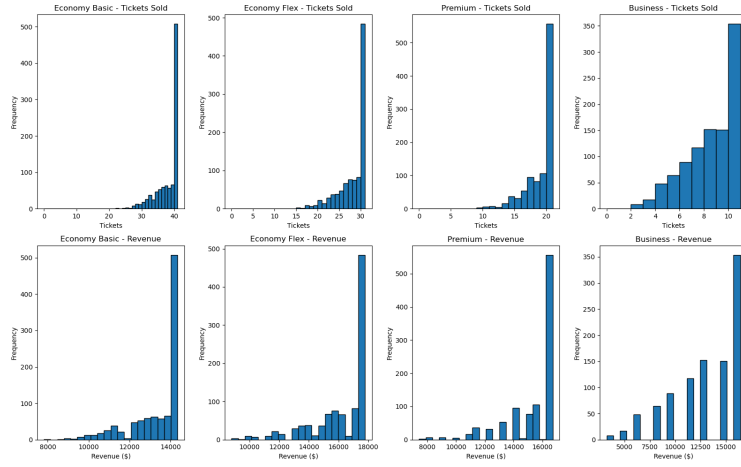 Economy Basic - Tickets Sold
500
400
300
200
100
0
Frequency
0 10 20 30 40
Tickets
Economy Flex - Tickets Sold
500
400
300
200
100
0
Frequency
0 5 10 15 20 25 30
Tickets
Premium - Tickets Sold
500
400
300
200
100
0
Frequency
0 5 10 15 20
Tickets
Business - Tickets Sold
350
300
250
200
150
100
50
0
Frequency
0 2 4 6 8 10
Tickets
Economy Basic - Revenue
500
400
300
200
100
0
Frequency
8000 10000 12000 14000
Revenue ($)
Economy Flex - Revenue
500
400
300
200
100
0
Frequency
10000 12000 14000 16000 18000
Revenue ($)
Premium - Revenue
500
400
300
200
100
0
Frequency
8000 10000 12000 14000 16000
Revenue ($)
Business - Revenue
350
300
250
200
150
100
50
0
Frequency
5000 7500 10000 12500 15000
Revenue ($)